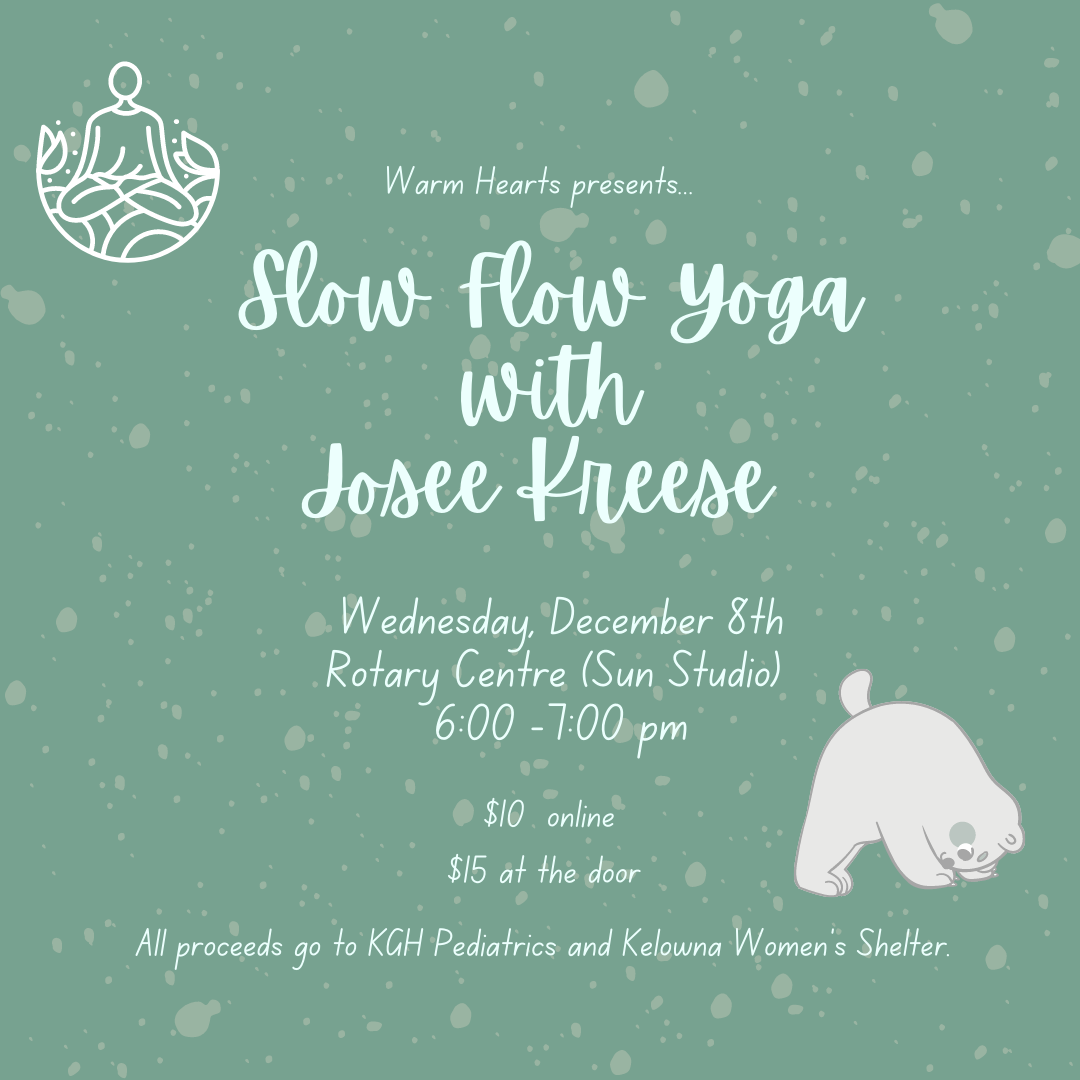 Warm Hearts presents...
Slow Flow Yoga
with
Josee Kreese
Wednesday, December 8th
Rotary Centre (Sun Studio)
6:00 -7:00 pm
$10 online
$15 at the door
All proceeds go to KGH Pediatrics and Kelowna Women's Shelter.